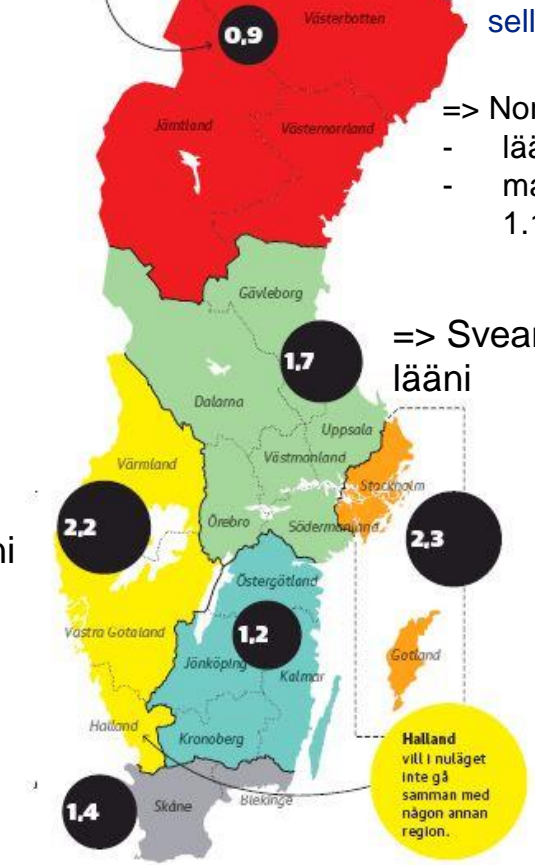 Västerbotten
sell
0,9
=> Nor
- lää
Jämtland
Västernorrland
- ma
1.1
Gävleborg
=> Svear
lääni
1,7
Dalarna
Uppsala
Värmland
Västmanland
Stockholm
2,2
Örebro
Södermanland
2,3
ni
Östergötland
Västra Götaland
1,2
Gotland
Jönköping
Kalmar
Halland
Kronoberg
Halland
vill i nuläget
inte gå
samman med
någon annan
region.
1,4
Skåne
Blekinge